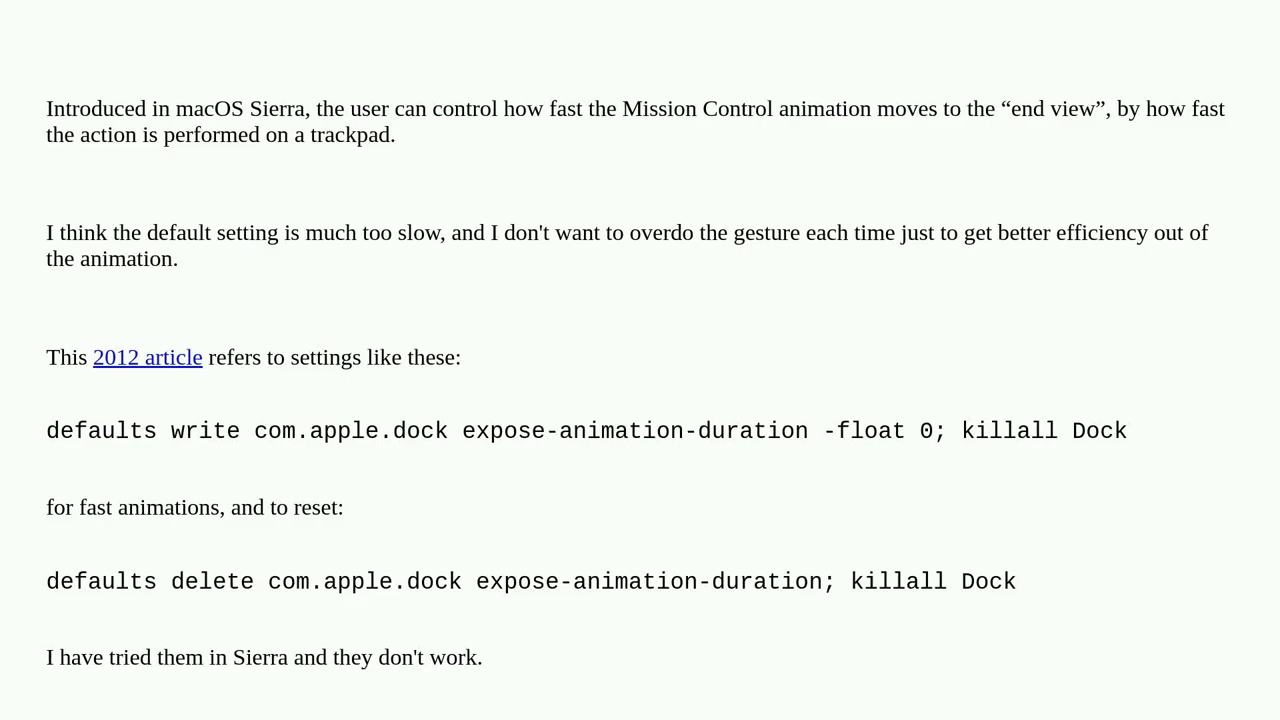 Introduced in macOS Sierra, the user can control how fast the Mission Control animation moves to the “end view”, by how fast
the action is performed on a trackpad.
I think the default setting is much too slow, and I don't want to overdo the gesture each time just to get better efficiency out of
the animation.
This 2012 article refers to settings like these:
defaults write com.apple.dock expose-animation-duration -float 0; killall Dock
for fast animations, and to reset:
defaults delete com.apple.dock expose-animation-duration; killall Dock
I have tried them in Sierra and they don't work.